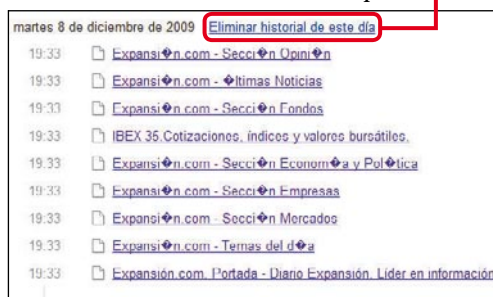 martes 8 de diciembre de 2009 Eliminar historial de este día
19:33 Expansi�n.com - Secci�n Opini�n
19:33 Expansi�n.com - �ltimas Noticias
19:33 Expansi�n.com - Secci�n Fondos
19:33 IBEX 35.Cotizaciones, índices y valores bursátiles.
19:33 Expansi�n.com - Secci�n Econom�a y Pol�tica
19:33 Expansi�n.com - Secci�n Empresas
19:33 Expansi�n.com - Secci�n Mercados
19:33 Expansi�n.com - Temas del d�a
19:33 Expansión.com. Portada - Diario Expansión. Líder en información